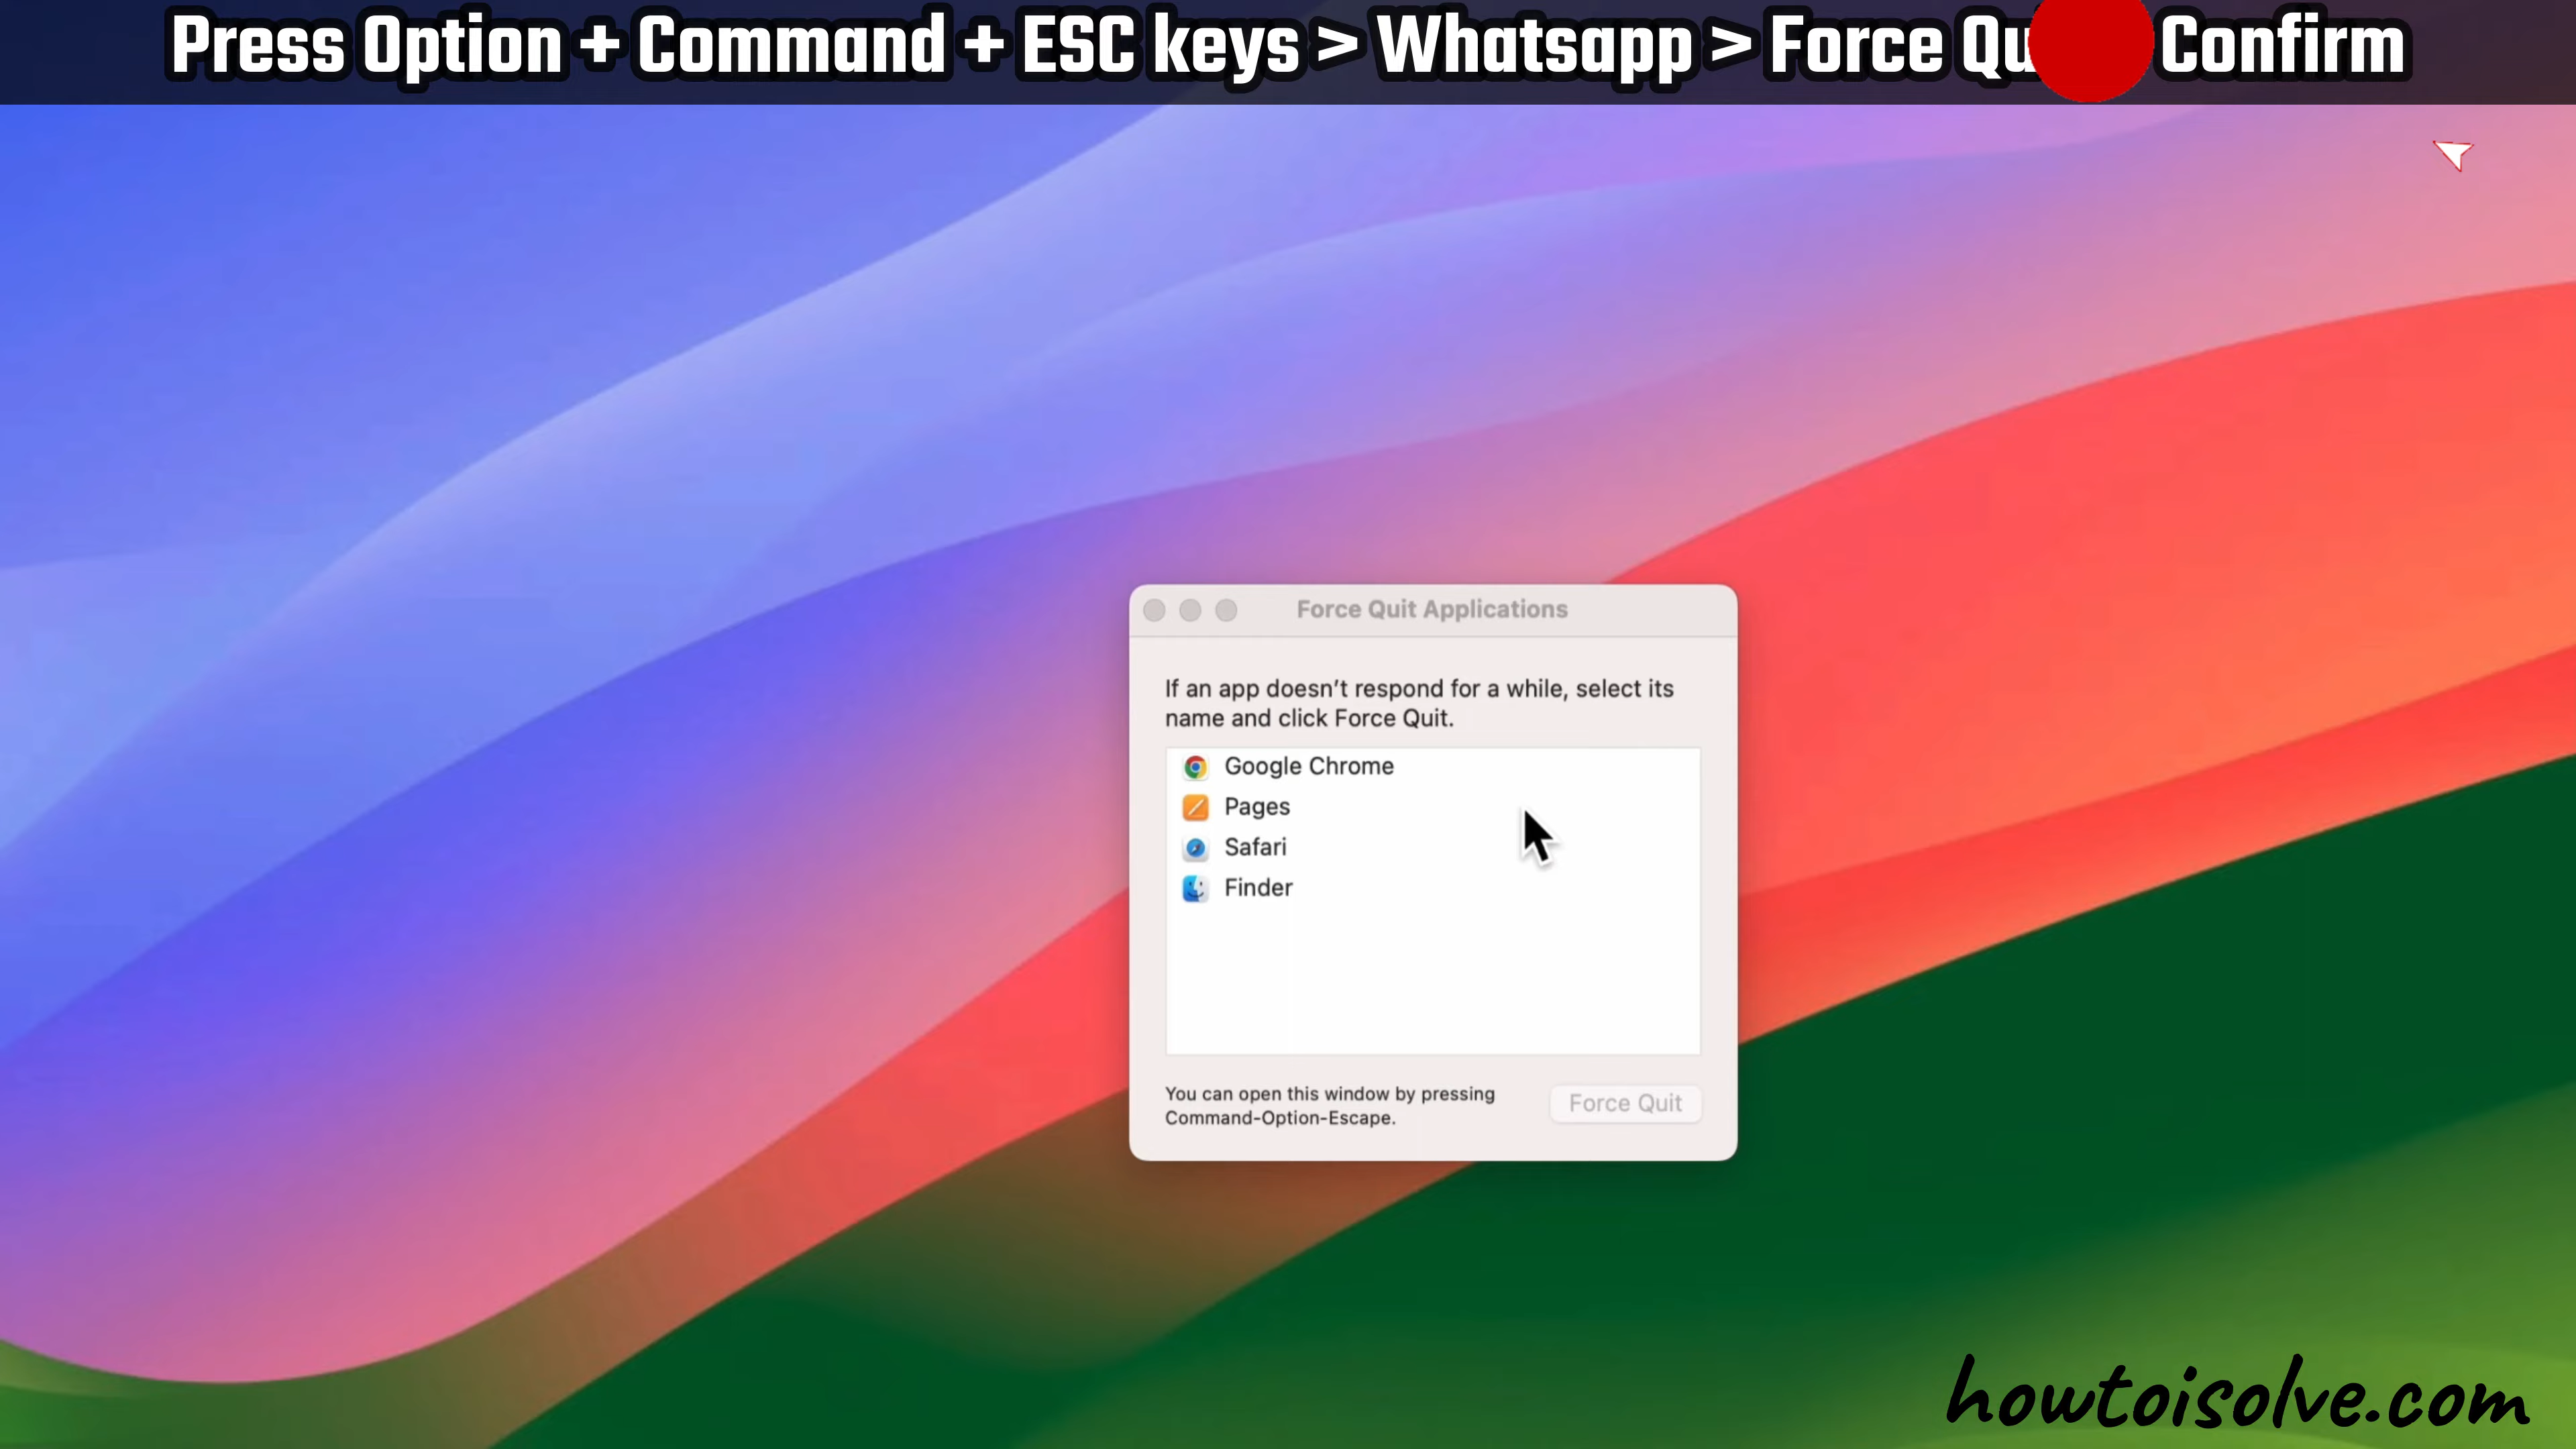 Press Option + Command + ESC keys > Whatsapp > Force Confirm
Force Quit Applications
If an app doesn’t respond for a while, select its
name and click Force Quit.
Google Chrome
Pages
Safari
Finder
You can open this window by pressing
Command-Option-Escape.
Force Quit
howtoisolve.com